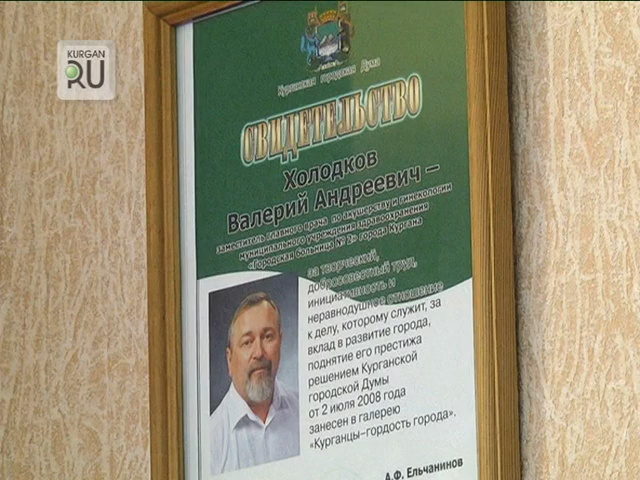 KURGAN
RU
Курганская городская Дума
СВИДЕТЕЛЬСТВО
Холодков
Валерий Андреевич –
заместитель главного врача по акушерству и гинекологии
муниципального учреждения здравоохранения
«Городская больница № 2» города Кургана
за творческий,
добросовестный труд,
инициативность и
неравнодушное отношение
к делу, которому служит, за
вклад в развитие города,
поднятие его престижа
решением Курганской
городской Думы
от 2 июля 2008 года
занесен в галерею
«Курганцы–гордость города».
А.Ф. Ельчанинов